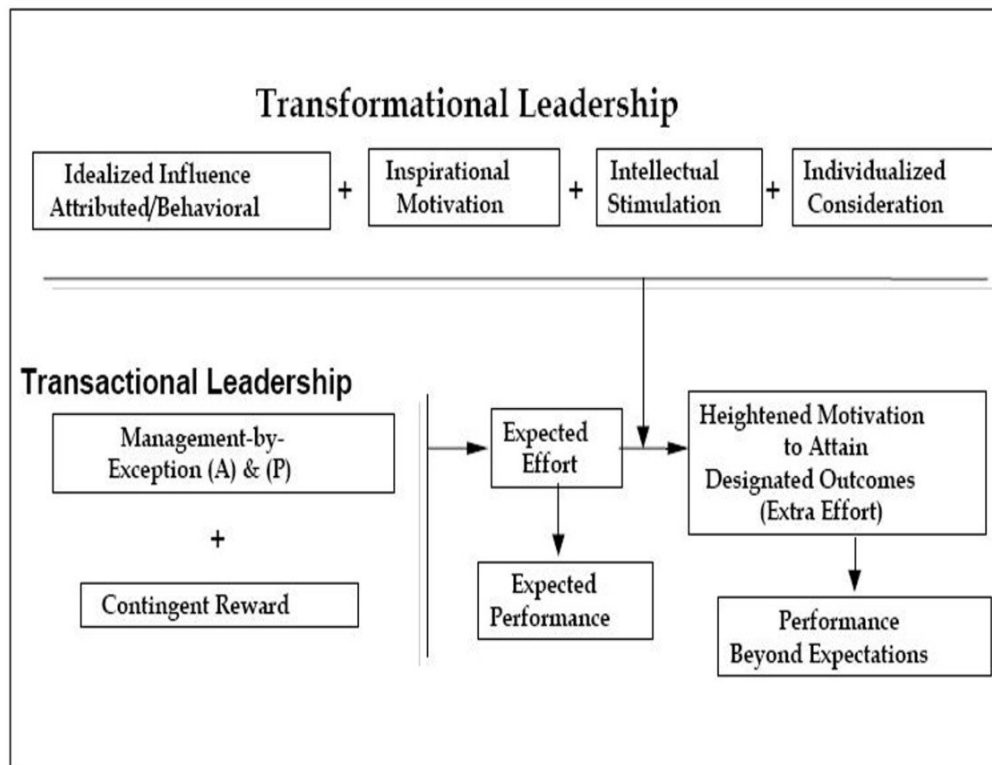 Transformational Leadership
Idealized Influence
Attributed/Behavioral
+
Inspirational
Motivation
+
Intellectual
Stimulation
+
Individualized
Consideration
Transactional Leadership
Management-by-
Exception (A) & (P)
+
Contingent Reward
Expected
Effort
Expected
Performance
Heightened Motivation
to Attain
Designated Outcomes
(Extra Effort)
Performance
Beyond Expectations